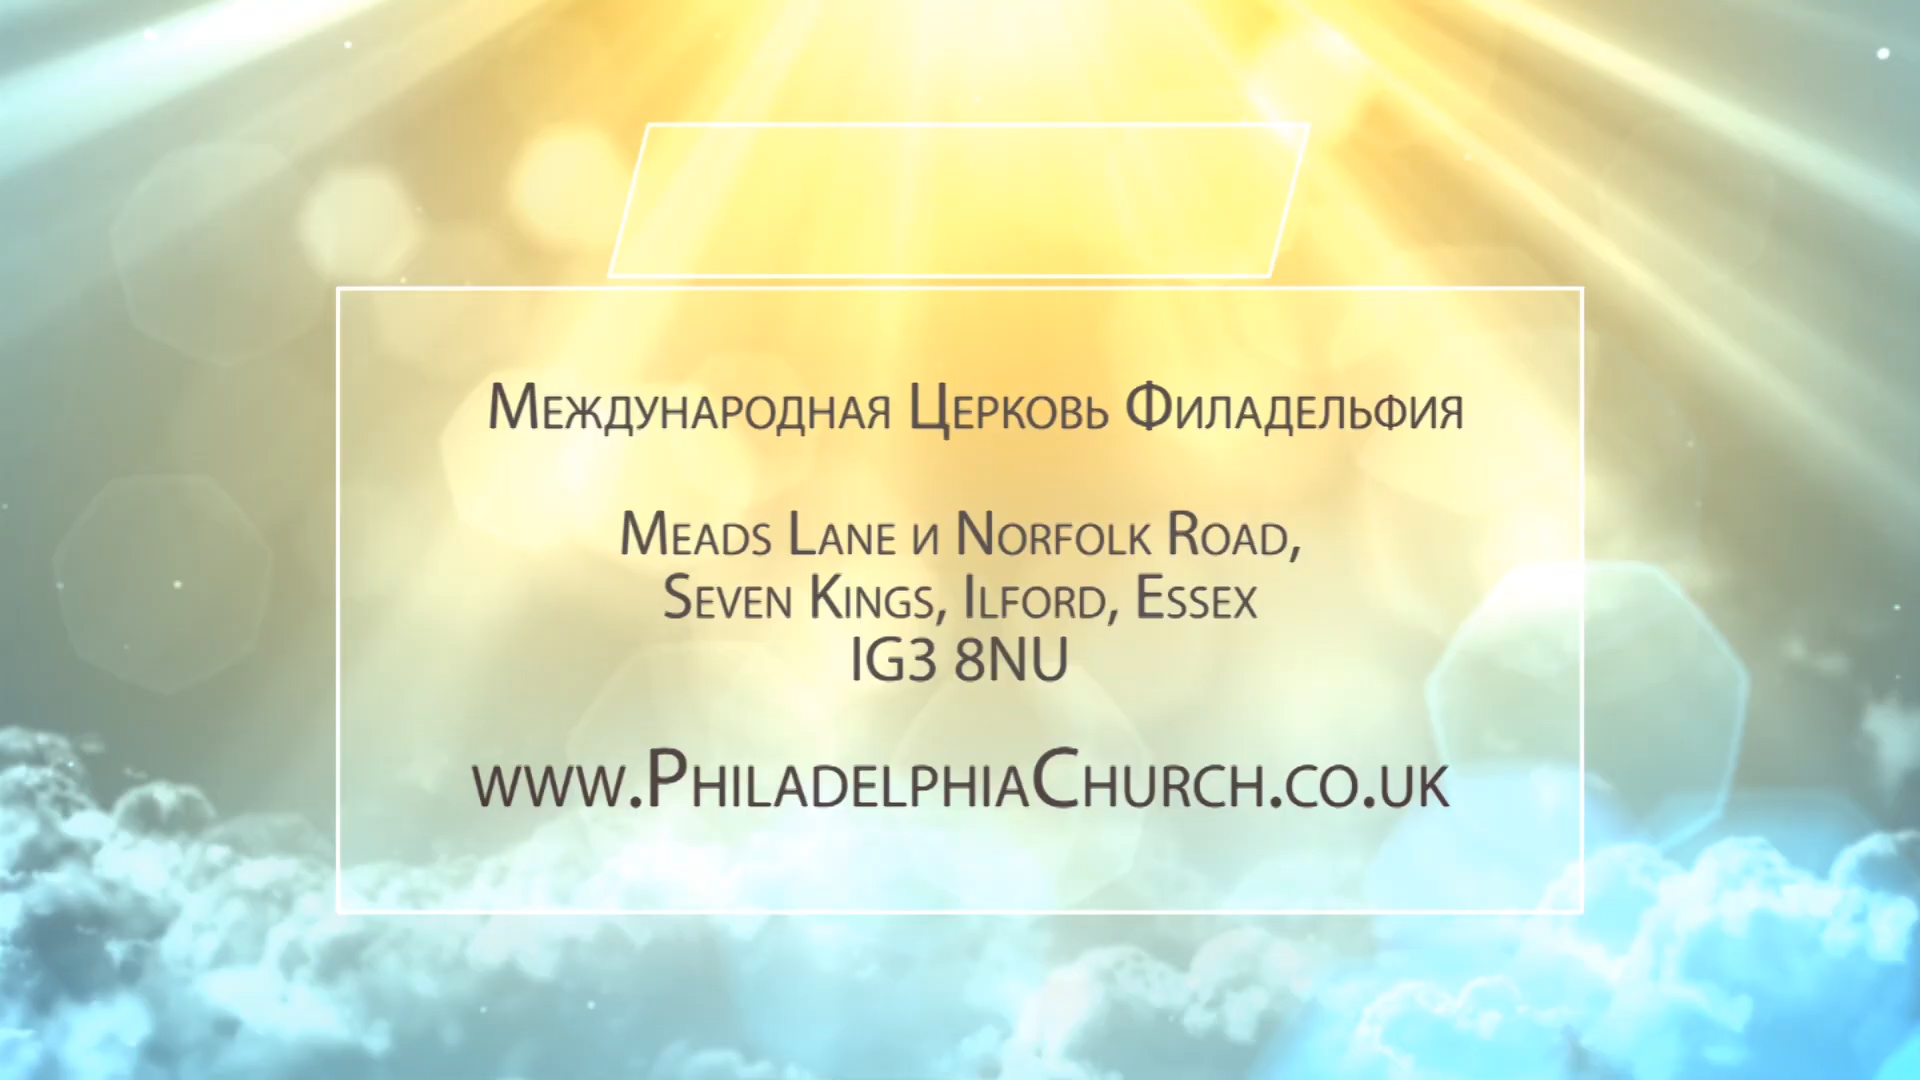 Международная Церковь Филадельфия
Meads Lane и Norfolk Road,
Seven Kings, Ilford, Essex
IG3 8NU
www.PhiladelphiaChurch.co.uk